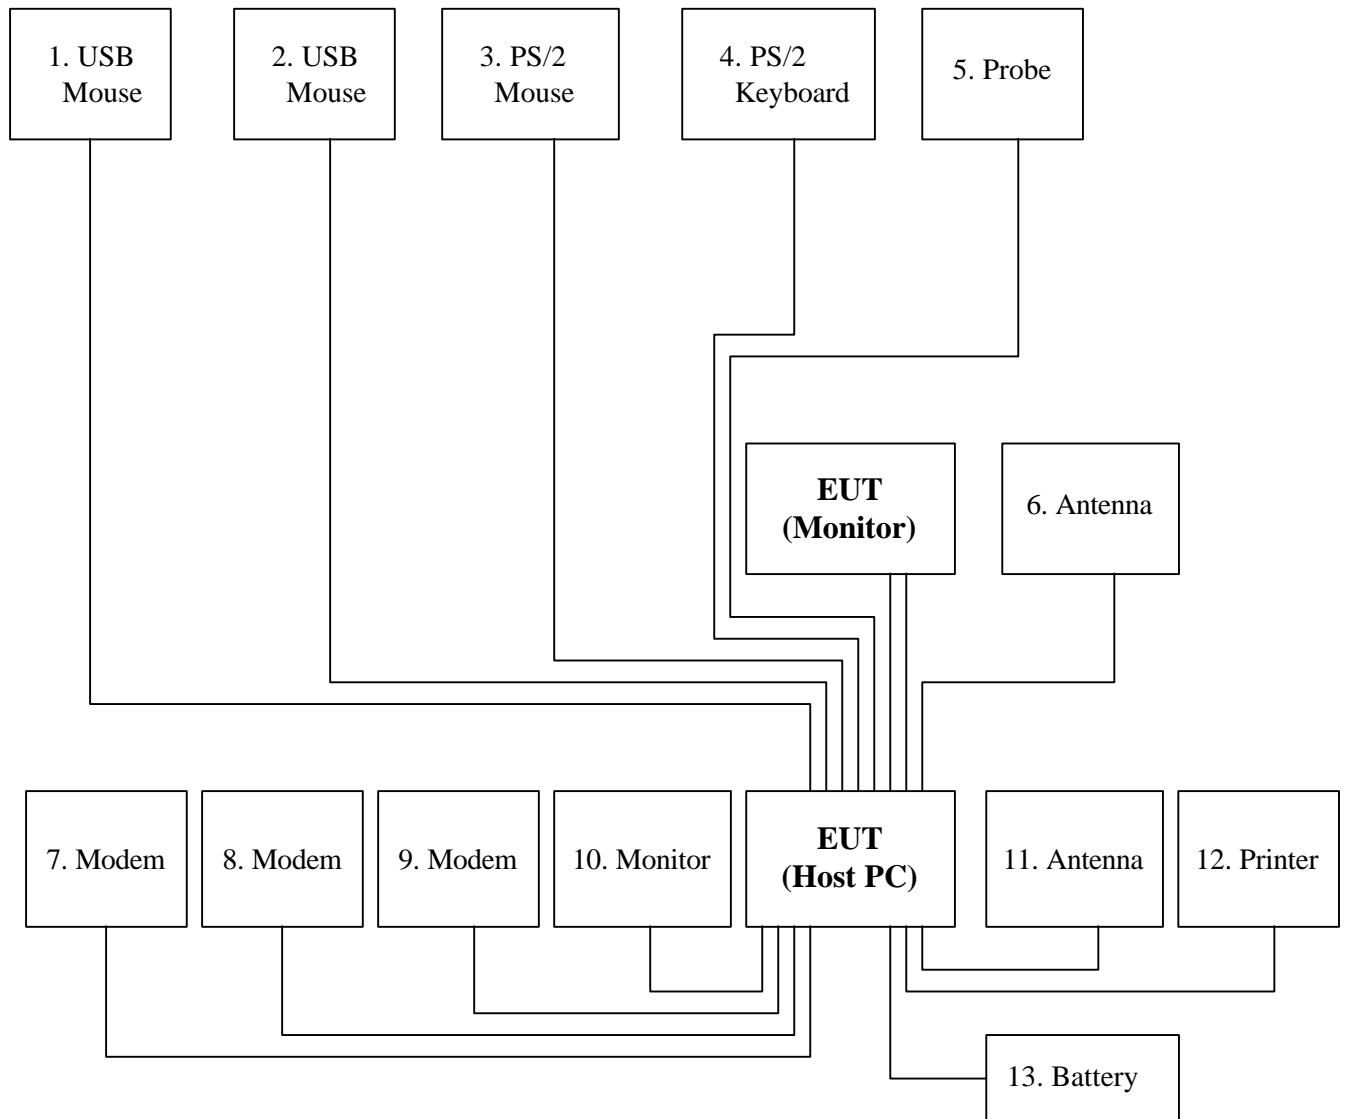 1. USB
Mouse
2. USB
Mouse
3. PS/2
Mouse
4. PS/2
Keyboard
5. Probe
EUT
(Monitor)
6. Antenna
7. Modem
8. Modem
9. Modem
10. Monitor
EUT
(Host PC)
11. Antenna
12. Printer
13. Battery